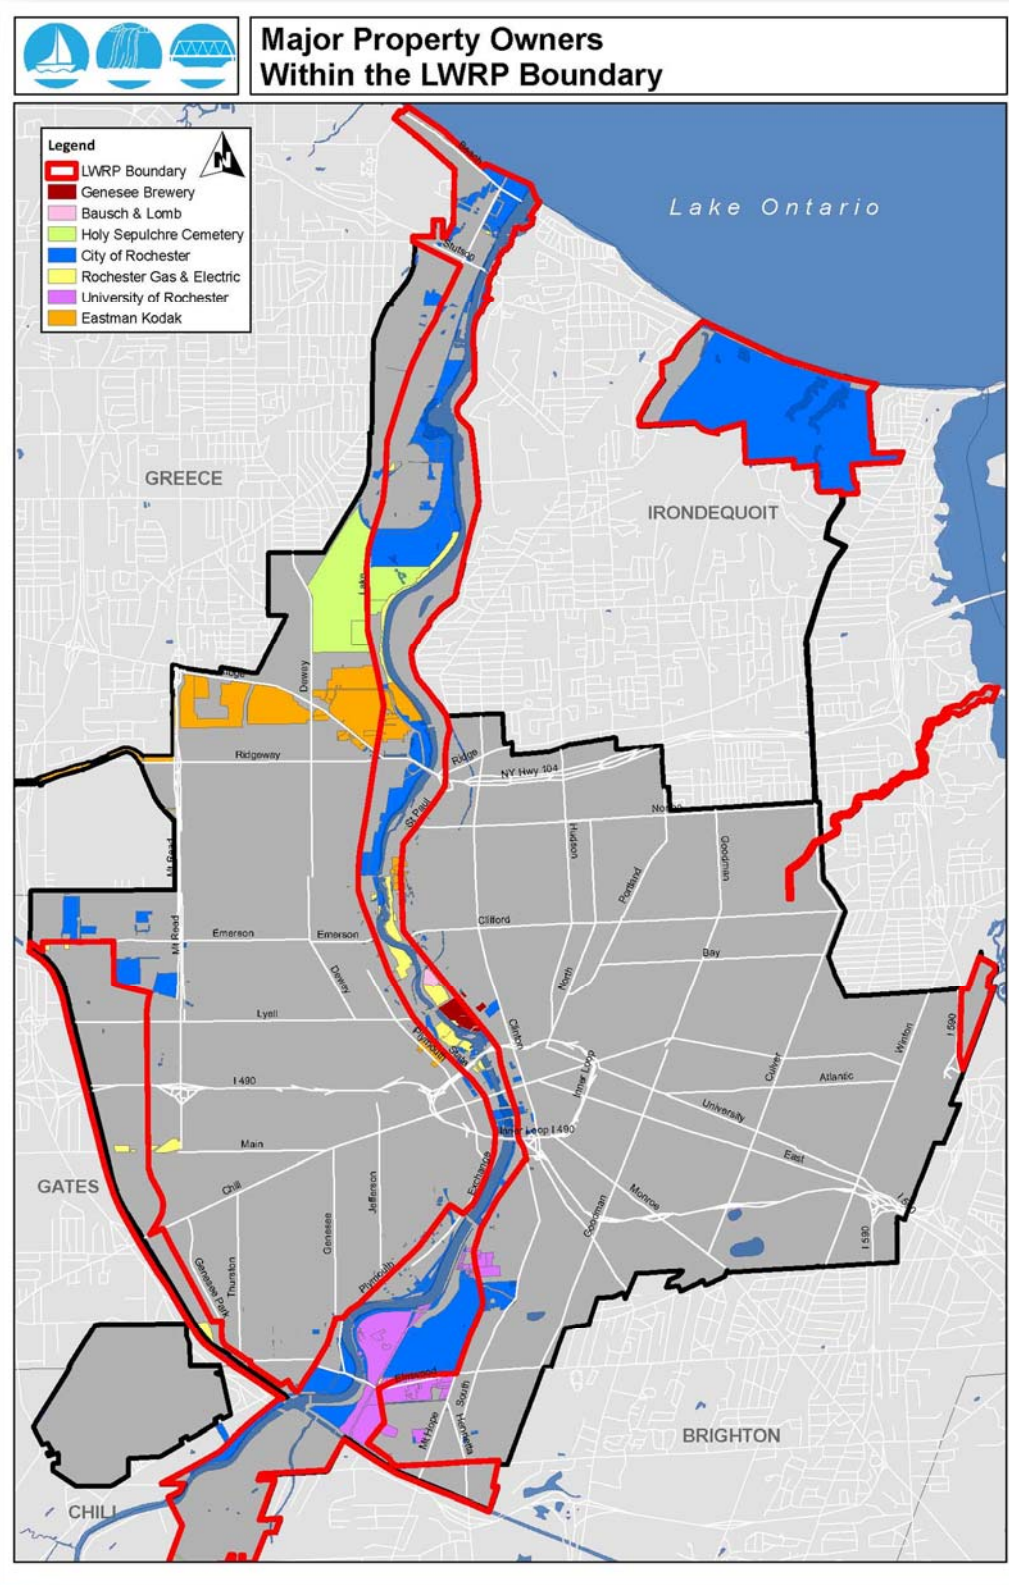 Major Property Owners
Within the LWRP Boundary
Legend
N
LWRP Boundary
Genesee Brewery
Bausch & Lomb
Holy Sepulchre Cemetery
City of Rochester
Rochester Gas & Electric
University of Rochester
Eastman Kodak
Lake Ontario
Beach
Stutson
GREECE
IRONDEQUOIT
Lake
Dewey
Ridgeway
Ridge
NY Hwy 104
St Paul
Hudson
Goodman
Portland
Mt Read
Mt Read
Clifford
Emerson
Emerson
Bay
Dewey
North
Lyell
Plymouth
State
Clinton
Inner Loop
Culver
Winton
I 590
I 490
Atlantic
University
Inner Loop I 490
Main
East
GATES
Chili
Jefferson
Exchange
Monroe
Goodman
Genesee
I 590
I 590
Plymouth
Thurston
Genesee Park
Elmwood
South
Mt Hope
Henrietta
BRIGHTON
CHILI